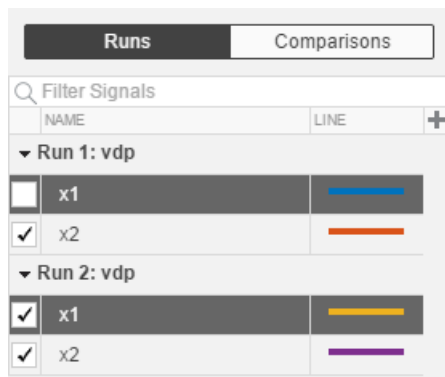 Runs Comparisons
Filter Signals
NAME LINE
Run 1: vdp
x1
x2
Run 2: vdp
x1
x2